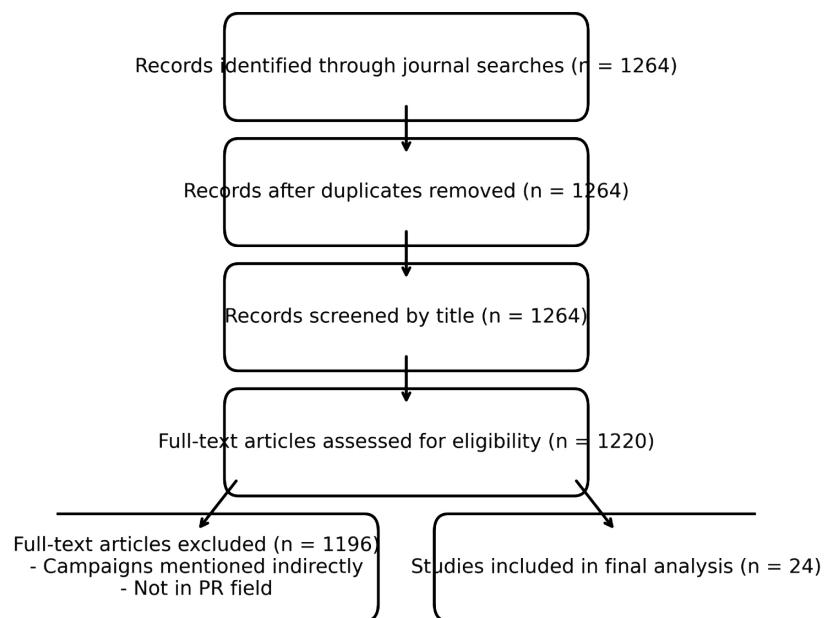 Records identified through journal searches (n = 1264)
Records after duplicates removed (n = 1264)
Records screened by title (n = 1264)
Full-text articles assessed for eligibility (n = 1220)
Full-text articles excluded (n = 1196)
- Campaigns mentioned indirectly
- Not in PR field
Studies included in final analysis (n = 24)